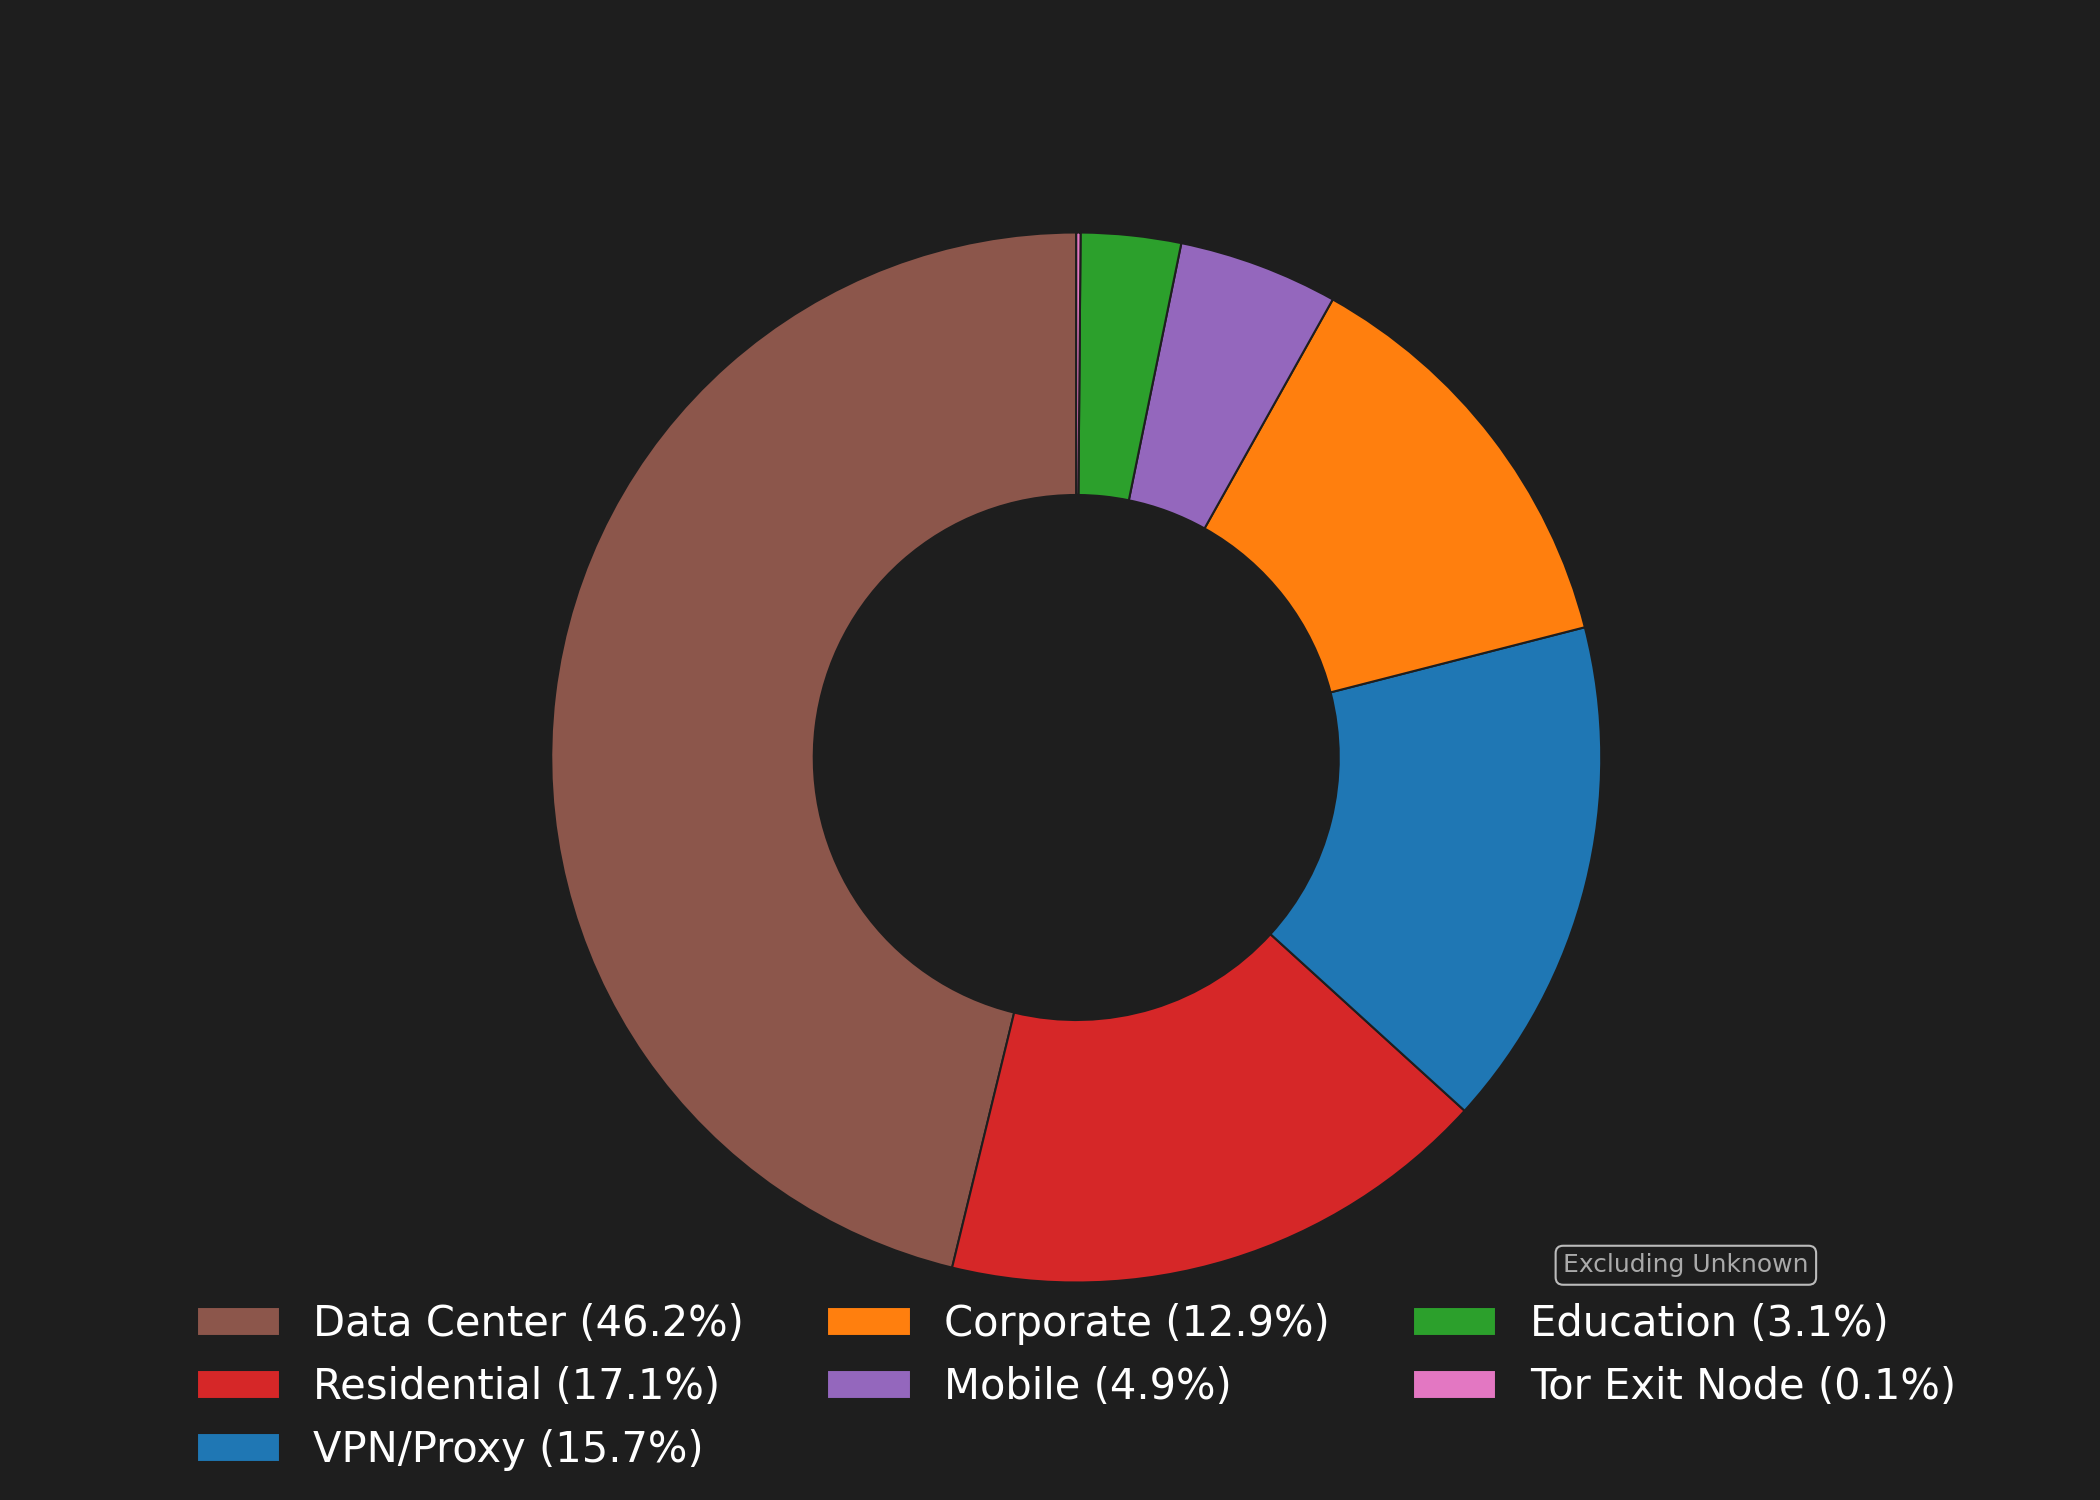 Excluding Unknown
Data Center (46.2%)
Residential (17.1%)
VPN/Proxy (15.7%)
Corporate (12.9%)
Mobile (4.9%)
Education (3.1%)
Tor Exit Node (0.1%)